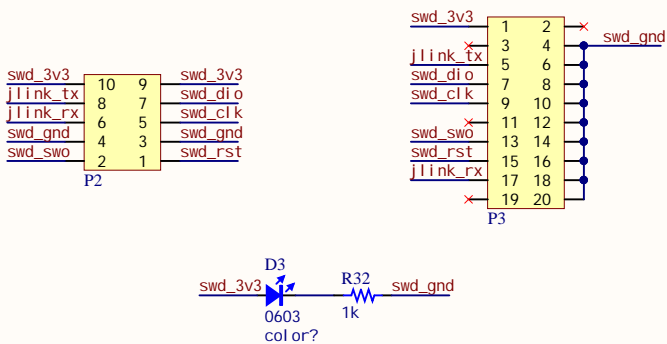 swd_3v3 10 9 swd_3v3
jlink_tx 8 7 swd_dio
jlink_rx 6 5 swd_clk
swd_gnd 4 3 swd_gnd
swd_swo 2 1 swd_rst
P2
swd_3v3 1 2
3 4 swd_gnd
jlink_tx 5 6
swd_dio 7 8
swd_clk 9 10
11 12
swd_swo 13 14
swd_rst 15 16
jlink_rx 17 18
19 20
P3
D3
swd_3v3
0603
color?
R32
1k
swd_gnd